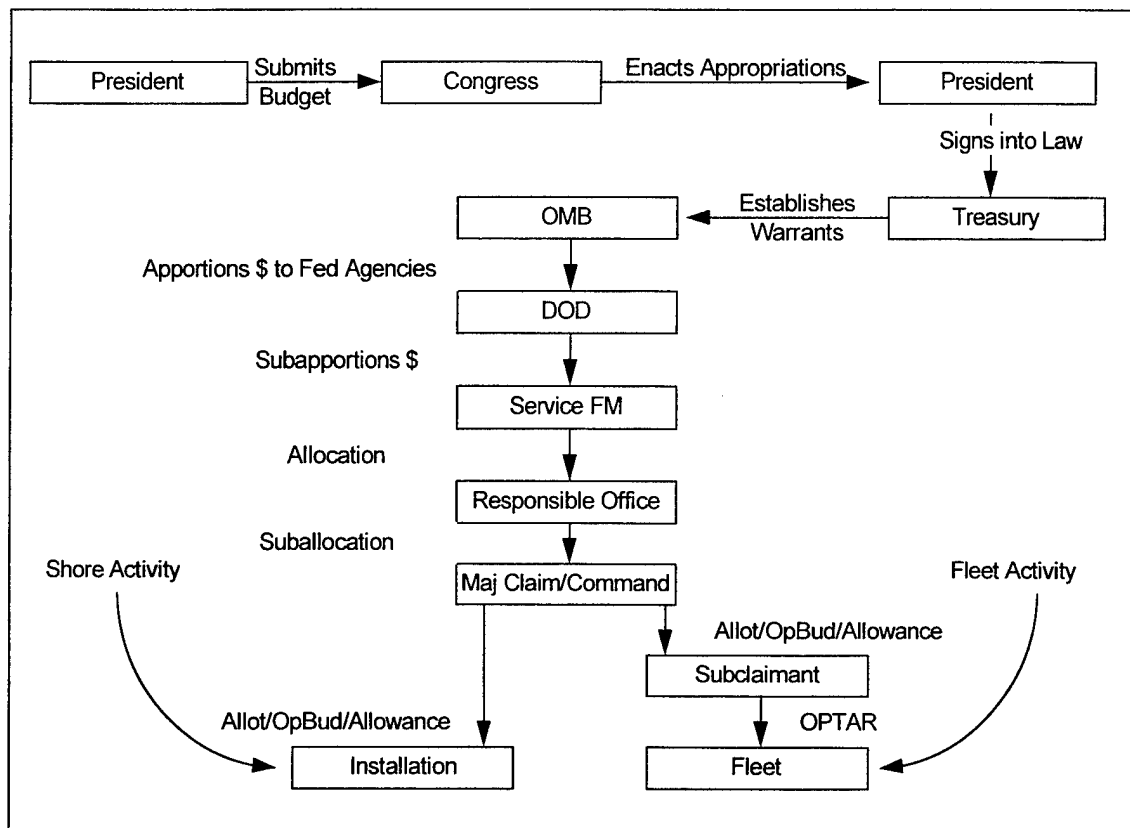 President
Submits
Budget
Congress
Enacts Appropriations
President
Signs into Law
Treasury
Establishes
Warrants
OMB
Apportions $ to Fed Agencies
DOD
Subapportions $
Service FM
Allocation
Responsible Office
Suballocation
Maj Claim/Command
Shore Activity
Fleet Activity
Allot/OpBud/Allowance
Subclaimant
Allot/OpBud/Allowance
OPTAR
Installation
Fleet